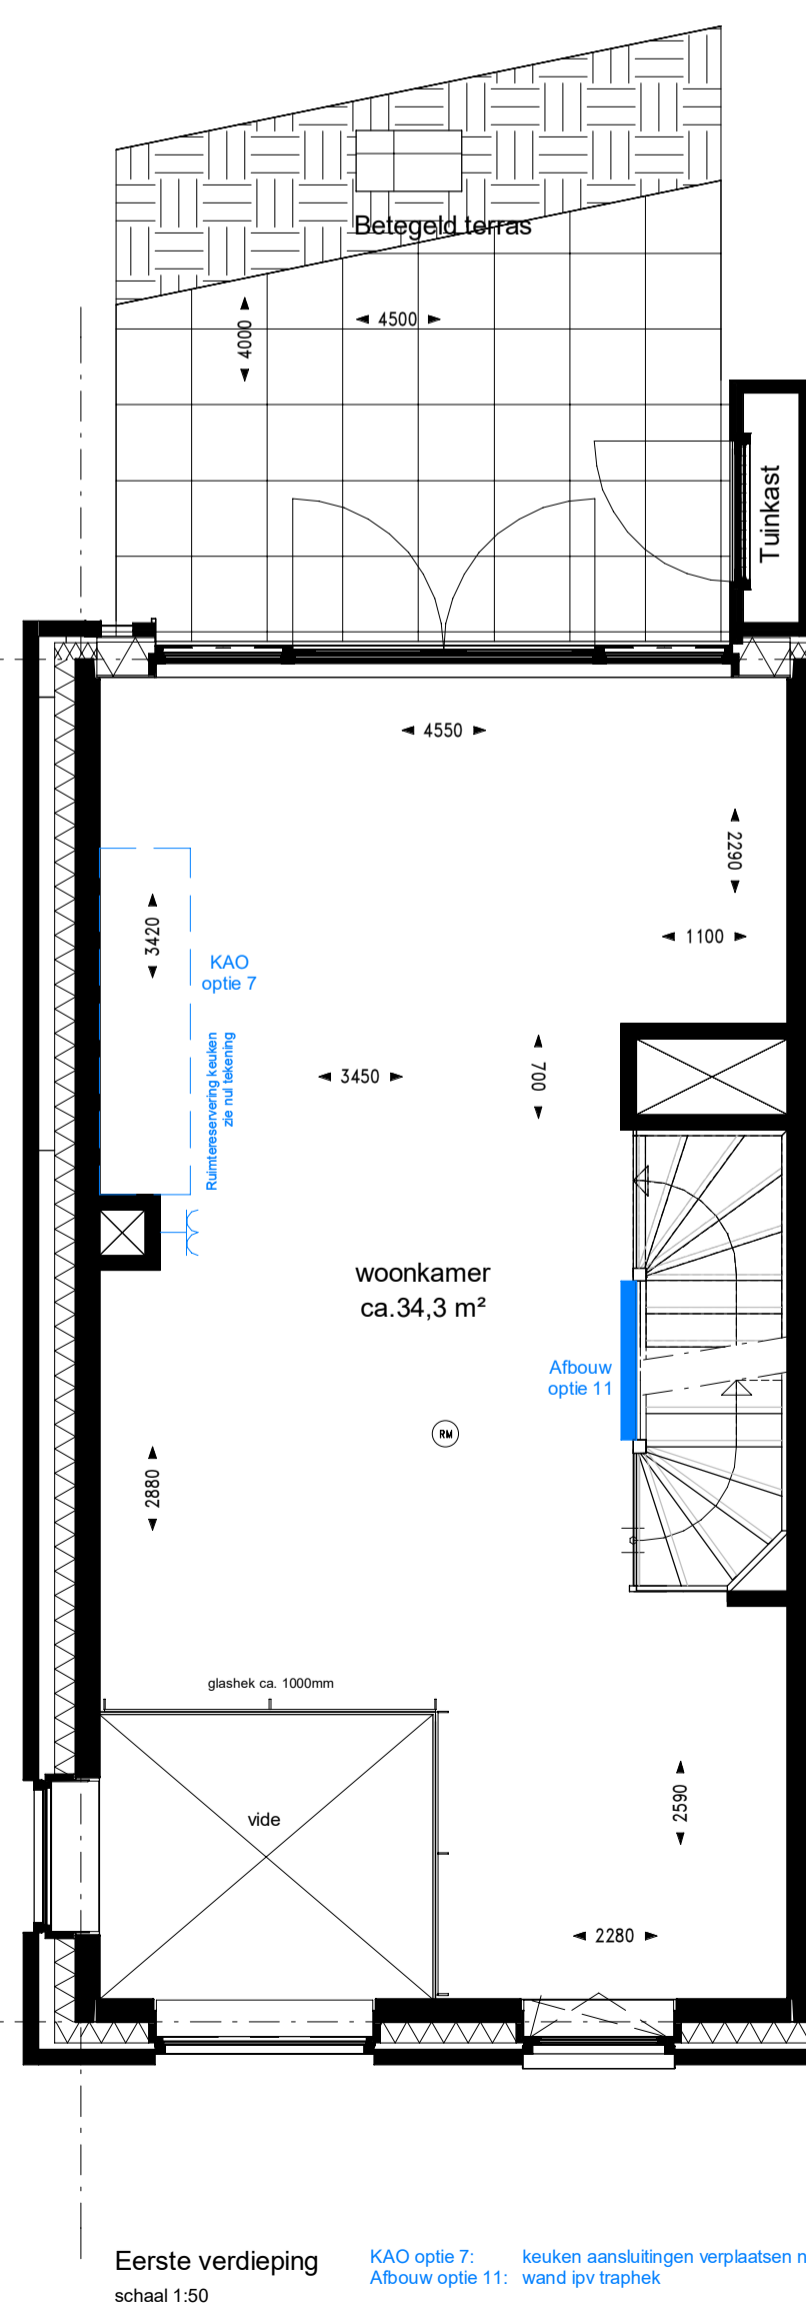 Betegeld terras
4500
4000
Tuinkast
4550
2290
3420
1100
KAO
optie 7
Ruimtereservering keuken
zie nul tekening
3450
700
woonkamer
ca.34,3 m²
Afbouw
optie 11
RM
2880
glashek ca. 1000mm
vide
2590
2280
Eerste verdieping
schaal 1:50
KAO optie 7: keuken aansluitingen verplaatsen n
Afbouw optie 11: wand ipv traphek